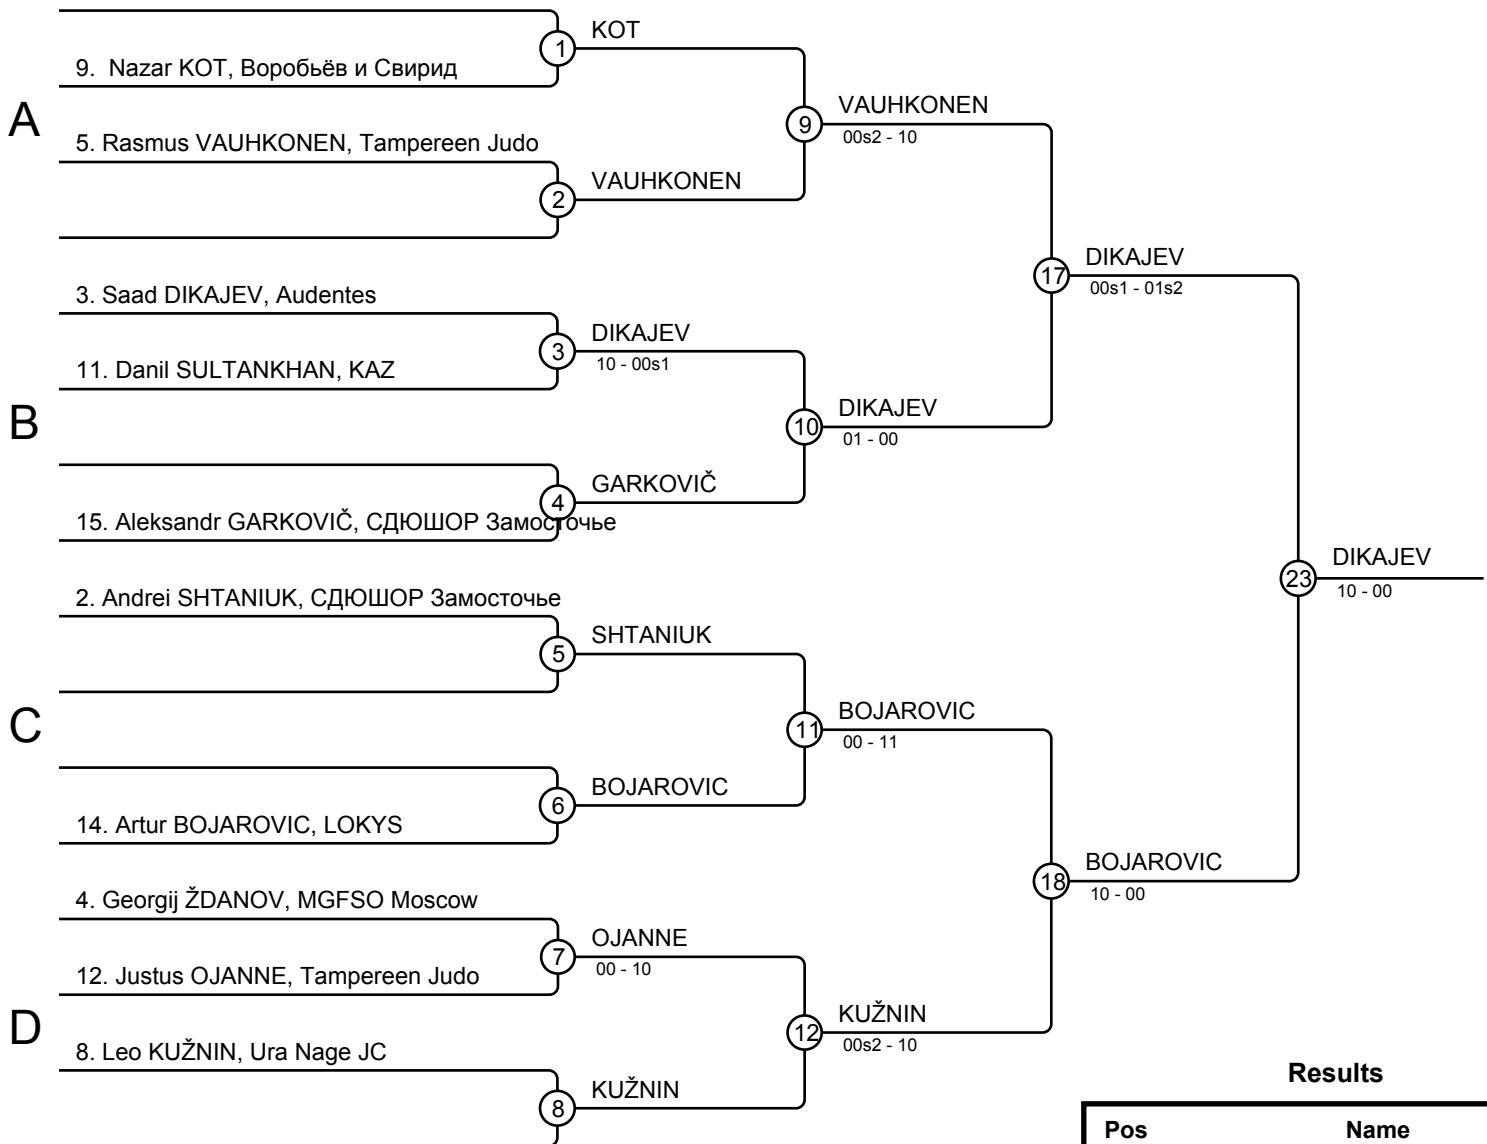 KOT
1
9. Nazar KOT, Воробьёв и Свирид
A
VAUHKONEN
9
00s2 - 10
5. Rasmus VAUHKONEN, Tampereen Judo
VAUHKONEN
2
DIKAJEV
17
00s1 - 01s2
3. Saad DIKAJEV, Audentes
DIKAJEV
3
10 - 00s1
11. Danil SULTANKHAN, KAZ
B
DIKAJEV
10
01 - 00
GARKOVIČ
4
15. Aleksandr GARKOVIČ, СДЮШОР Замосточье
DIKAJEV
23
10 - 00
2. Andrei SHTANIUK, СДЮШОР Замосточье
SHTANIUK
5
C
BOJAROVIC
11
00 - 11
BOJAROVIC
6
14. Artur BOJAROVIC, LOKYS
BOJAROVIC
18
10 - 00
4. Georgij ŽDANOV, MGFSO Moscow
OJANNE
7
00 - 10
12. Justus OJANNE, Tampereen Judo
D
KUŽNIN
12
00s2 - 10
8. Leo KUŽNIN, Ura Nage JC
KUŽNIN
8
Results
Pos Name